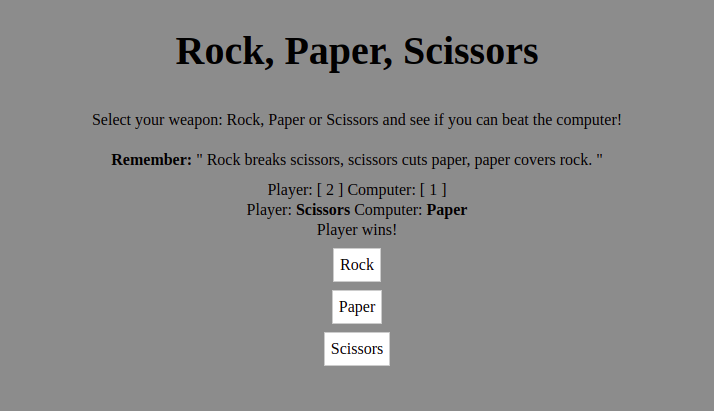 Rock, Paper, Scissors
Select your weapon: Rock, Paper or Scissors and see if you can beat the computer!
Remember: " Rock breaks scissors, scissors cuts paper, paper covers rock. "
Player: [ 2 ] Computer: [ 1 ]
Player: Scissors Computer: Paper
Player wins!
Rock
Paper
Scissors